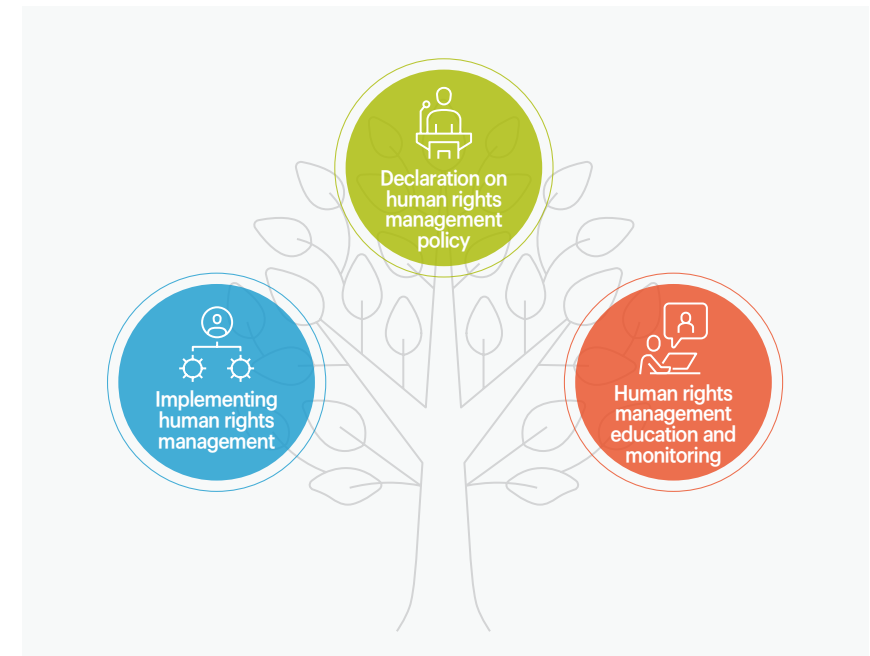 Declaration on
human rights
management
policy
Implementing
human rights
management
Human rights
management
education and
monitoring